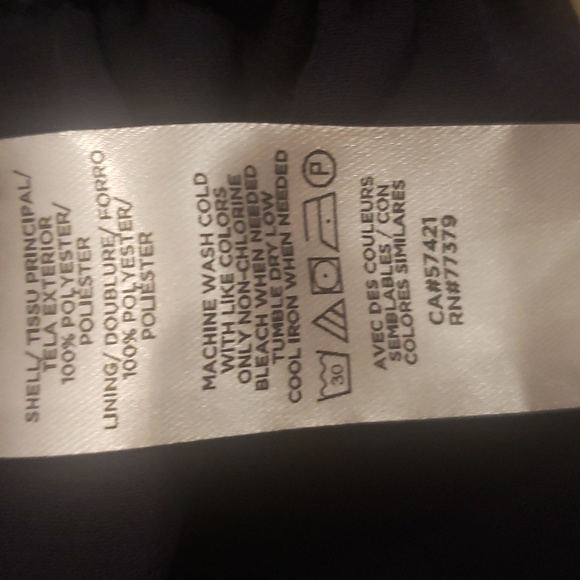 SHELL/ TISSU PRINCIPAL/
TELA EXTERIOR
100% POLYESTER/
POLIÉSTER
LINING/ DOUBLURE/ FORRO
100% POLYESTER/
POLIÉSTER
MACHINE WASH COLD
WITH LIKE COLORS
ONLY NON-CHLORINE
BLEACH WHEN NEEDED
TUMBLE DRY LOW
COOL IRON WHEN NEEDED
30 P
AVEC DES COULEURS
SEMBLABLES / CON
COLORES SIMILARES
CA#57421
RN#77379